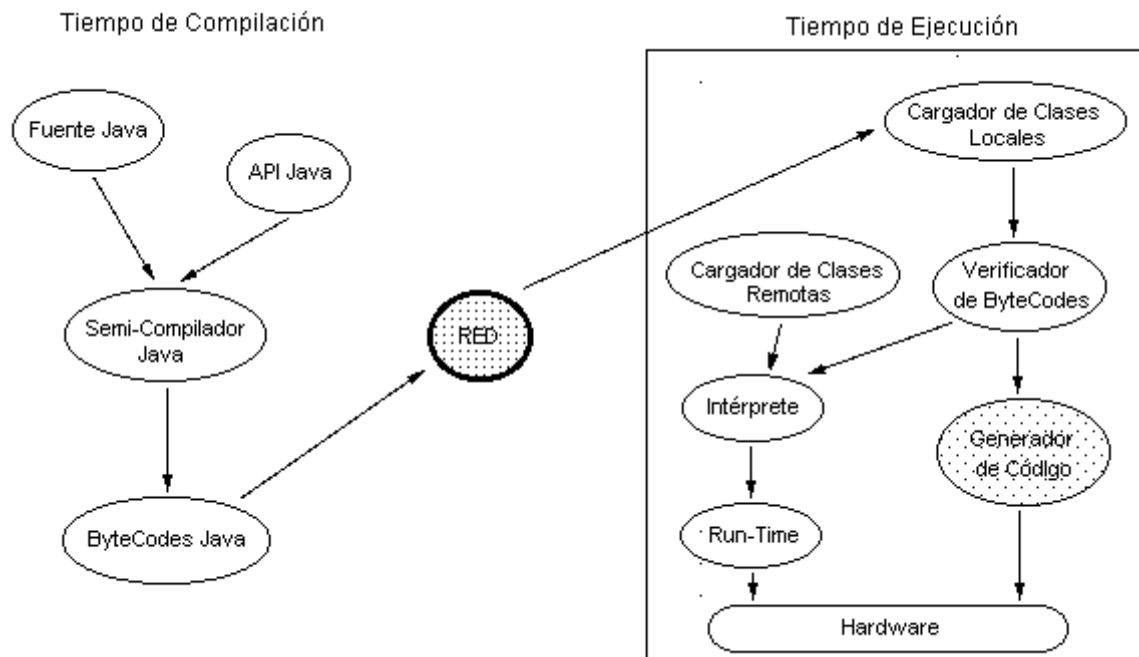 Tiempo de Compilación
Tiempo de Ejecución
Fuente Java
API Java
Semi-Compilador
Java
ByteCodes Java
RED
Cargador de Clases
Locales
Cargador de Clases
Remotas
Verificador
de ByteCodes
Intérprete
Generador
de Código
Run-Time
Hardware